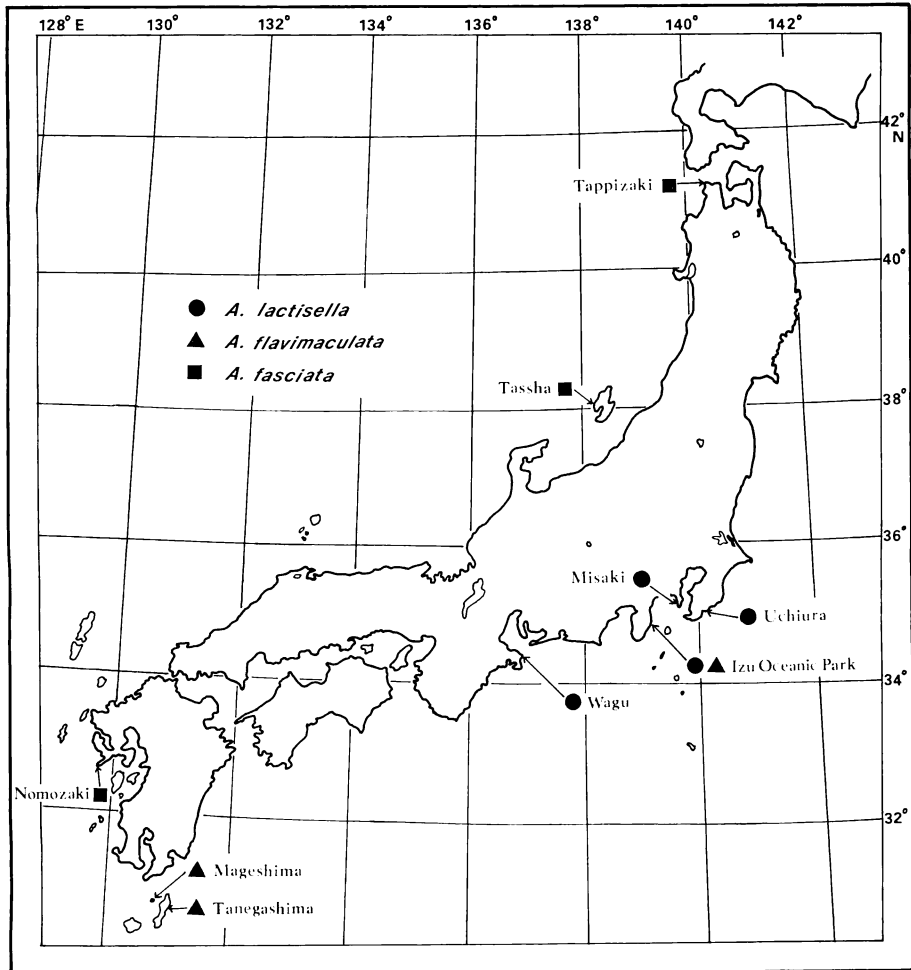 128° E 130° 132° 134° 136° 138° 140° 142°
42°
N
Tappizaki
40°
A. lactisella
A. flavimaculata
A. fasciata
Tassha
38°
36°
Misaki
Uchiura
Izu Oceanic Park
34°
Wagu
Nomozaki
32°
Mageshima
Tanegashima